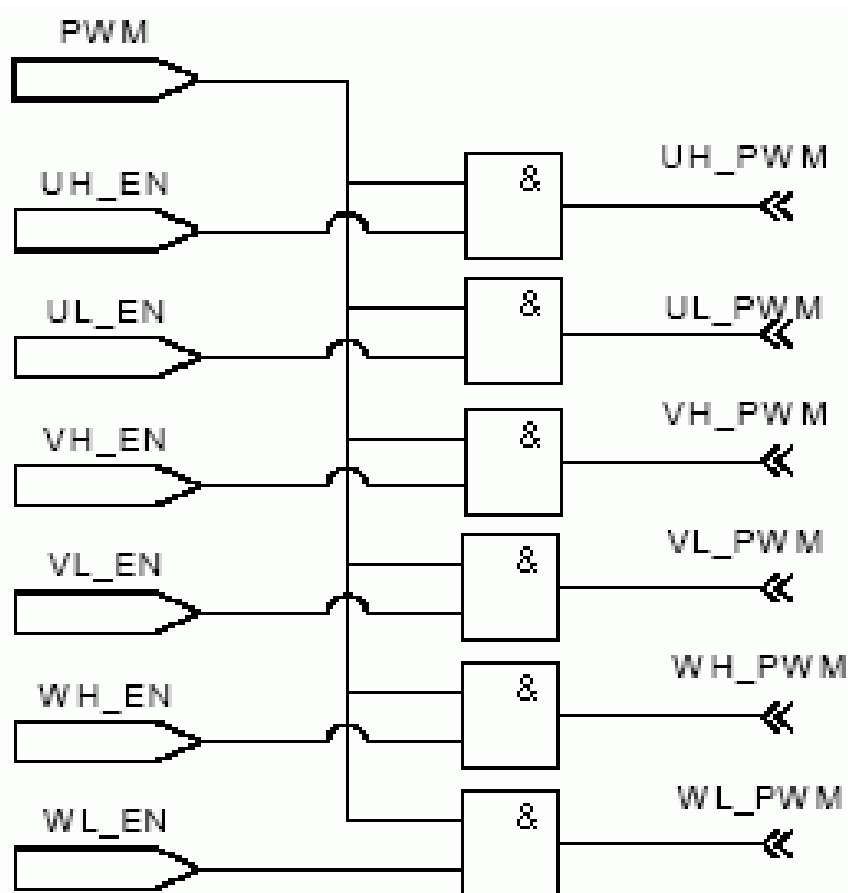 PWM
UH_EN
&
UH_PWM
UL_EN
&
UL_PWM
VH_EN
&
VH_PWM
VL_EN
&
VL_PWM
WH_EN
&
WH_PWM
WL_EN
&
WL_PWM